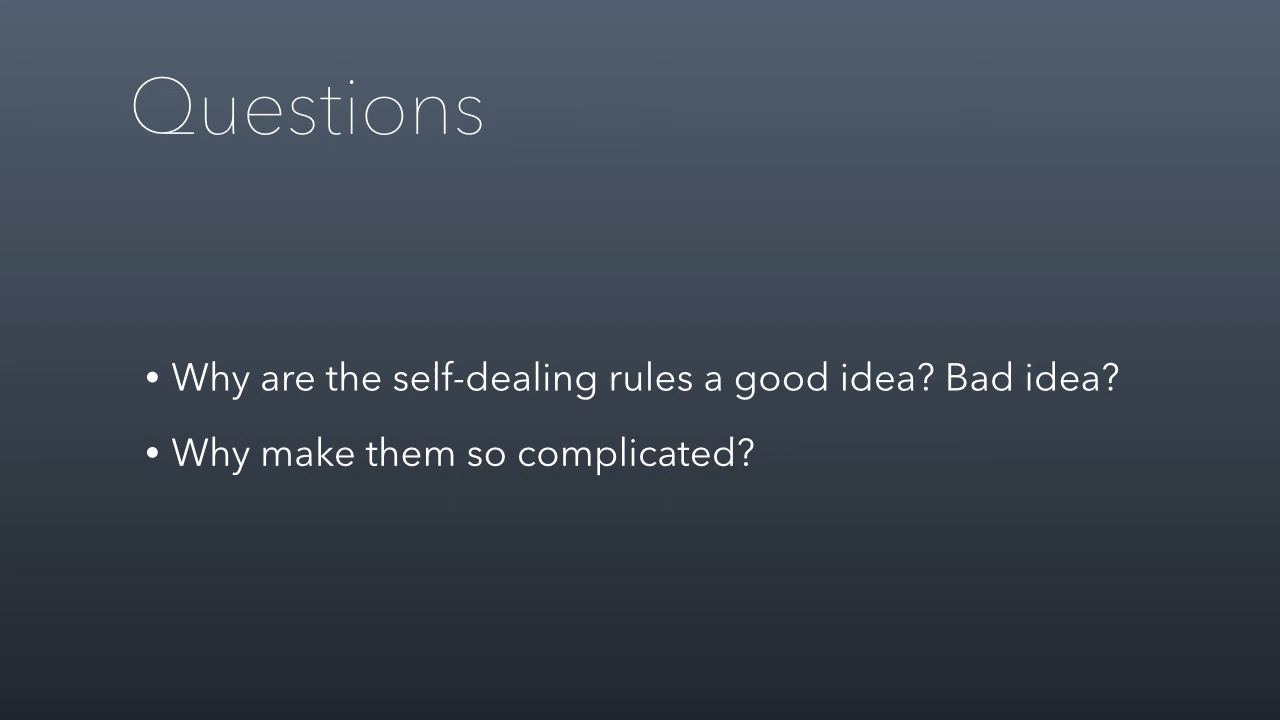 Questions
• Why are the self-dealing rules a good idea? Bad idea?
• Why make them so complicated?